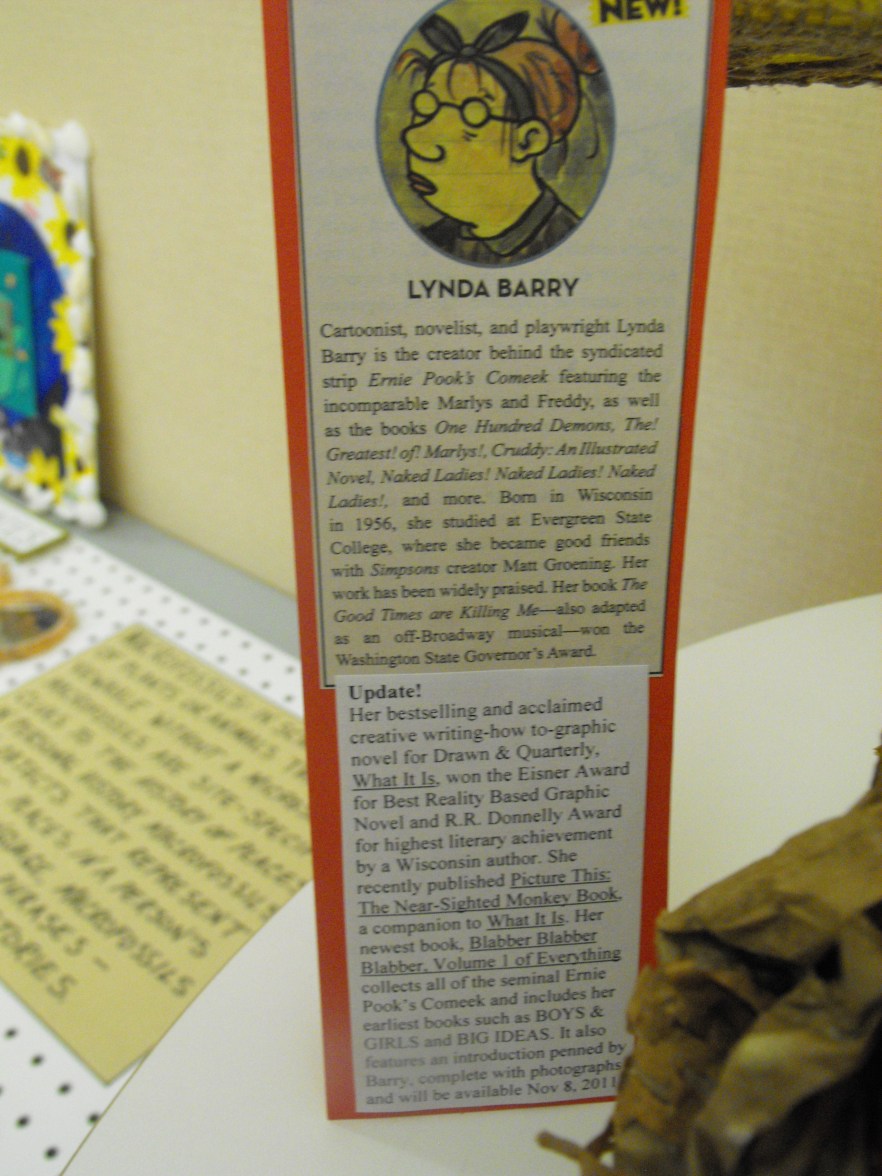 NEW!
LYNDA BARRY
Cartoonist, novelist, and playwright Lynda
Barry is the creator behind the syndicated
strip Ernie Pook's Comeek featuring the
incomparable Marlys and Freddy, as well
as the books One Hundred Demons, The!
Greatest! of! Marlys!, Cruddy: An Illustrated
Novel, Naked Ladies! Naked Ladies! Naked
Ladies!, and more. Born in Wisconsin
in 1956, she studied at Evergreen State
College, where she became good friends
with Simpsons creator Matt Groening. Her
work has been widely praised. Her book The
Good Times are Killing Me—also adapted
as an off-Broadway musical—won the
Washington State Governor's Award.
Update!
Her bestselling and acclaimed
creative writing-how to-graphic
novel for Drawn & Quarterly,
What It Is, won the Eisner Award
for Best Reality Based Graphic
Novel and R.R. Donnelly Award
for highest literary achievement
by a Wisconsin author. She
recently published Picture This:
The Near-Sighted Monkey Book,
a companion to What It Is. Her
newest book, Blabber Blabber
Blabber, Volume 1 of Everything
collects all of the seminal Ernie
Pook's Comeek and includes her
earliest books such as BOYS &
GIRLS and BIG IDEAS. It also
features an introduction penned by
Barry, complete with photographs
and will be available Nov 8, 2011